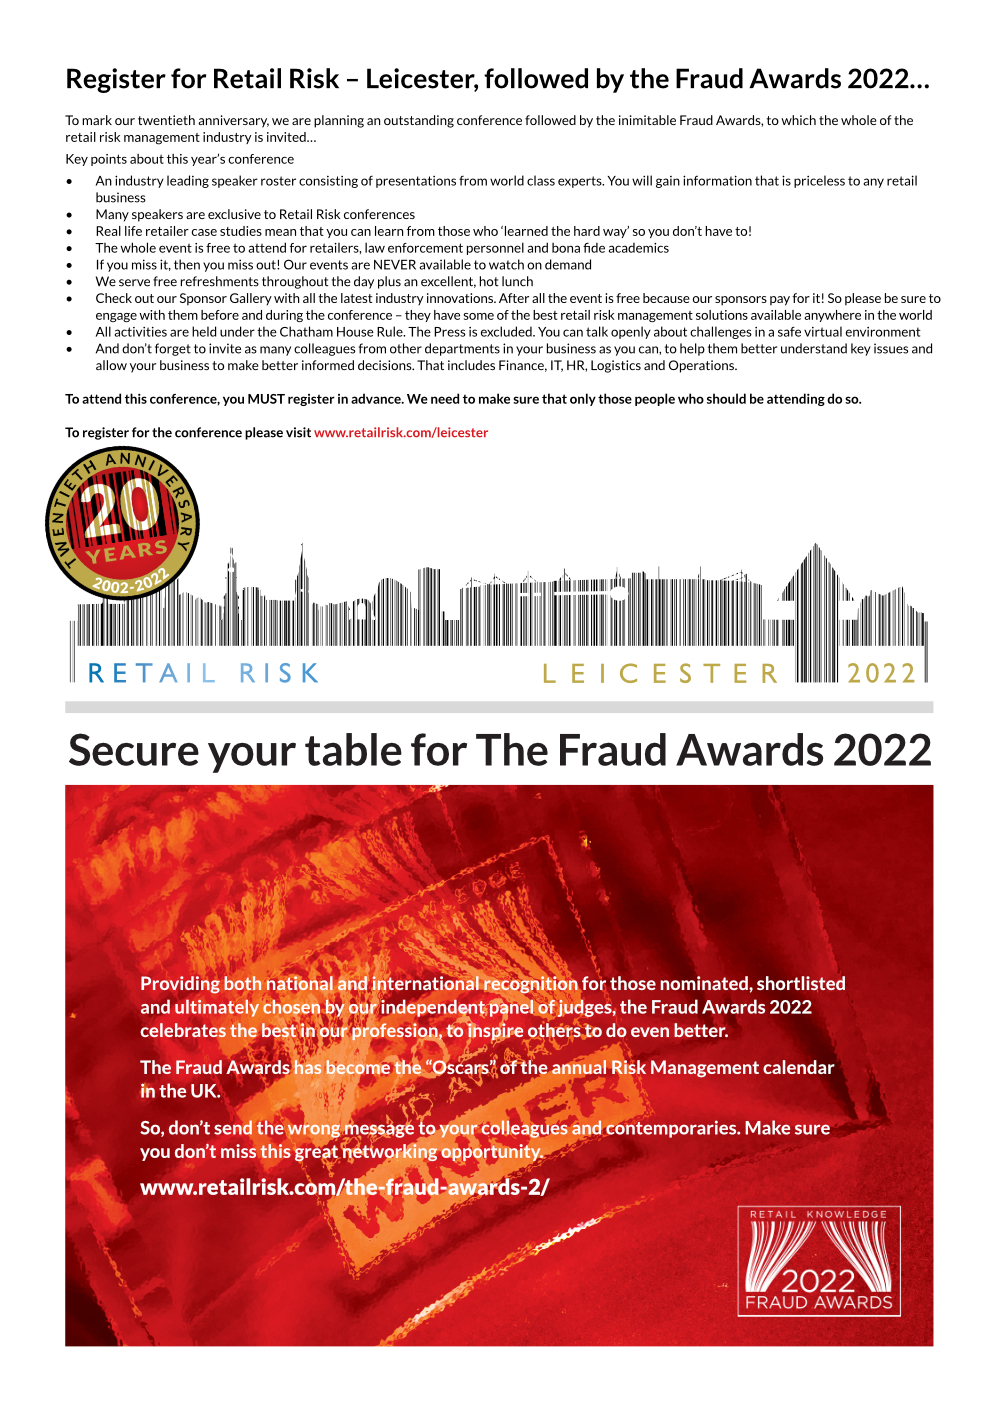 Register for Retail Risk – Leicester, followed by the Fraud Awards 2022…
To mark our twentieth anniversary, we are planning an outstanding conference followed by the inimitable Fraud Awards, to which the whole of the
retail risk management industry is invited…
Key points about this year’s conference
• An industry leading speaker roster consisting of presentations from world class experts. You will gain information that is priceless to any retail
business
• Many speakers are exclusive to Retail Risk conferences
• Real life retailer case studies mean that you can learn from those who ‘learned the hard way’ so you don’t have to!
• The whole event is free to attend for retailers, law enforcement personnel and bona fide academics
• If you miss it, then you miss out! Our events are NEVER available to watch on demand
• We serve free refreshments throughout the day plus an excellent, hot lunch
• Check out our Sponsor Gallery with all the latest industry innovations. After all the event is free because our sponsors pay for it! So please be sure to
engage with them before and during the conference – they have some of the best retail risk management solutions available anywhere in the world
• All activities are held under the Chatham House Rule. The Press is excluded. You can talk openly about challenges in a safe virtual environment
• And don’t forget to invite as many colleagues from other departments in your business as you can, to help them better understand key issues and
allow your business to make better informed decisions. That includes Finance, IT, HR, Logistics and Operations.
To attend this conference, you MUST register in advance. We need to make sure that only those people who should be attending do so.
To register for the conference please visit www.retailrisk.com/leicester
TWENTIETH ANNIVERSARY
20
YEARS
2002-2022
RETAIL RISK LEICESTER 2022
Secure your table for The Fraud Awards 2022
Providing both national and international recognition for those nominated, shortlisted
and ultimately chosen by our independent panel of judges, the Fraud Awards 2022
celebrates the best in our profession, to inspire others to do even better.
The Fraud Awards has become the “Oscars” of the annual Risk Management calendar
in the UK.
So, don’t send the wrong message to your colleagues and contemporaries. Make sure
you don’t miss this great networking opportunity.
www.retailrisk.com/the-fraud-awards-2/
WINNER
RETAIL KNOWLEDGE
2022
FRAUD AWARDS